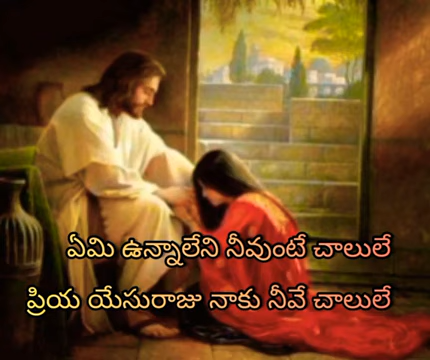 ఏమి ఉన్నాలేని నీవుంటే చాలులే
ప్రియ యేసురాజు నాకు నీవే చాలులే